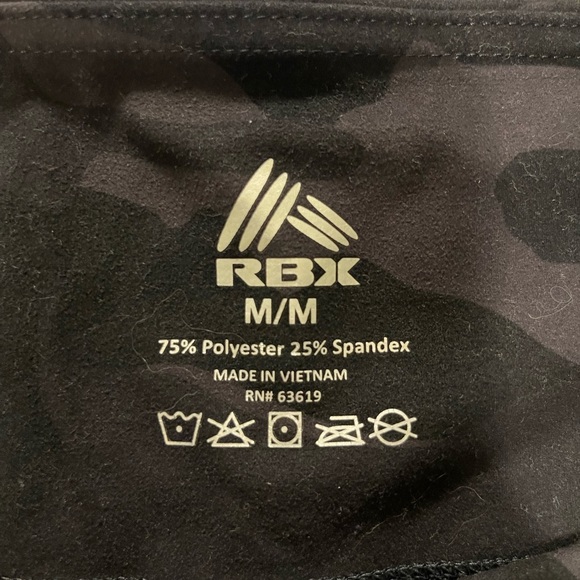 RBX
M/M
75% Polyester 25% Spandex
MADE IN VIETNAM
RN# 63619